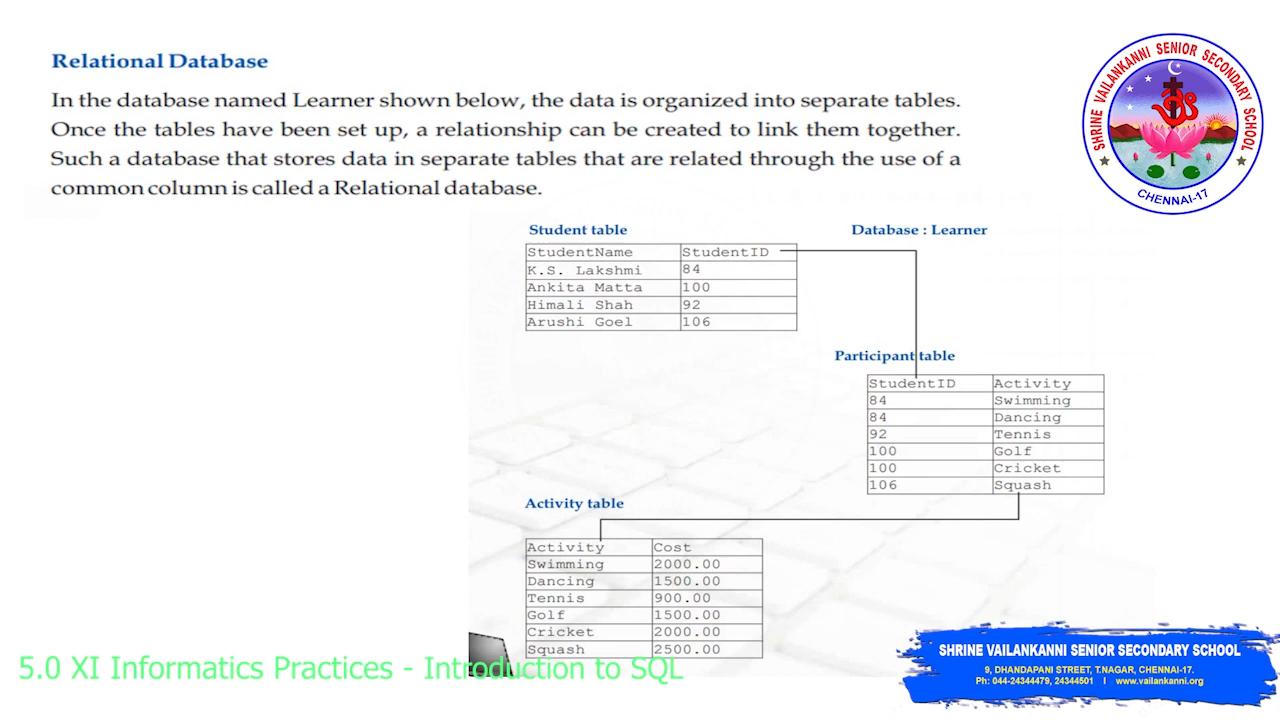 Relational Database
In the database named Learner shown below, the data is organized into separate tables.
Once the tables have been set up, a relationship can be created to link them together.
Such a database that stores data in separate tables that are related through the use of a
common column is called a Relational database.
SHRINE VAILANKANNI SENIOR SECONDARY SCHOOL
CHENNAI-17
Student table
Database : Learner
StudentName StudentID
K.S. Lakshmi 84
Ankita Matta 100
Himali Shah 92
Arushi Goel 106
Participant table
StudentID Activity
84 Swimming
84 Dancing
92 Tennis
100 Golf
100 Cricket
106 Squash
Activity table
Activity Cost
Swimming 2000.00
Dancing 1500.00
Tennis 900.00
Golf 1500.00
Cricket 2000.00
Squash 2500.00
5.0 XI Informatics Practices - Introduction to SQL
SHRINE VAILANKANNI SENIOR SECONDARY SCHOOL
9, DHANDAPANI STREET, T.NAGAR, CHENNAI-17.
Ph: 044-24344479, 24344501 | www.vailankanni.org